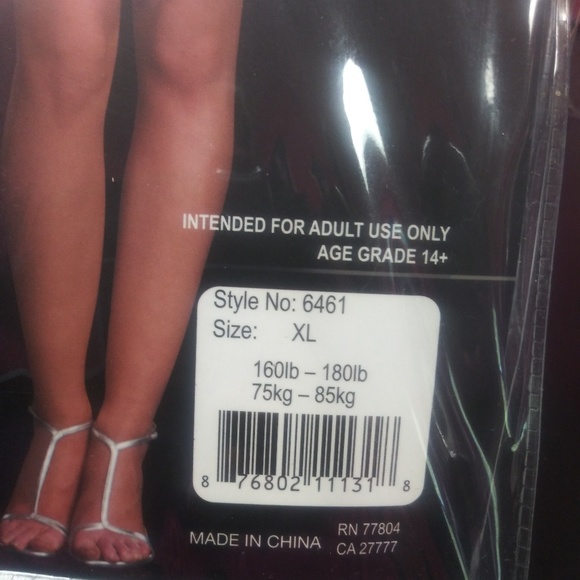 INTENDED FOR ADULT USE ONLY
AGE GRADE 14+
Style No: 6461
Size: XL
160lb – 180lb
75kg – 85kg
8 76802 11131 8
MADE IN CHINA
RN 77804
CA 27777